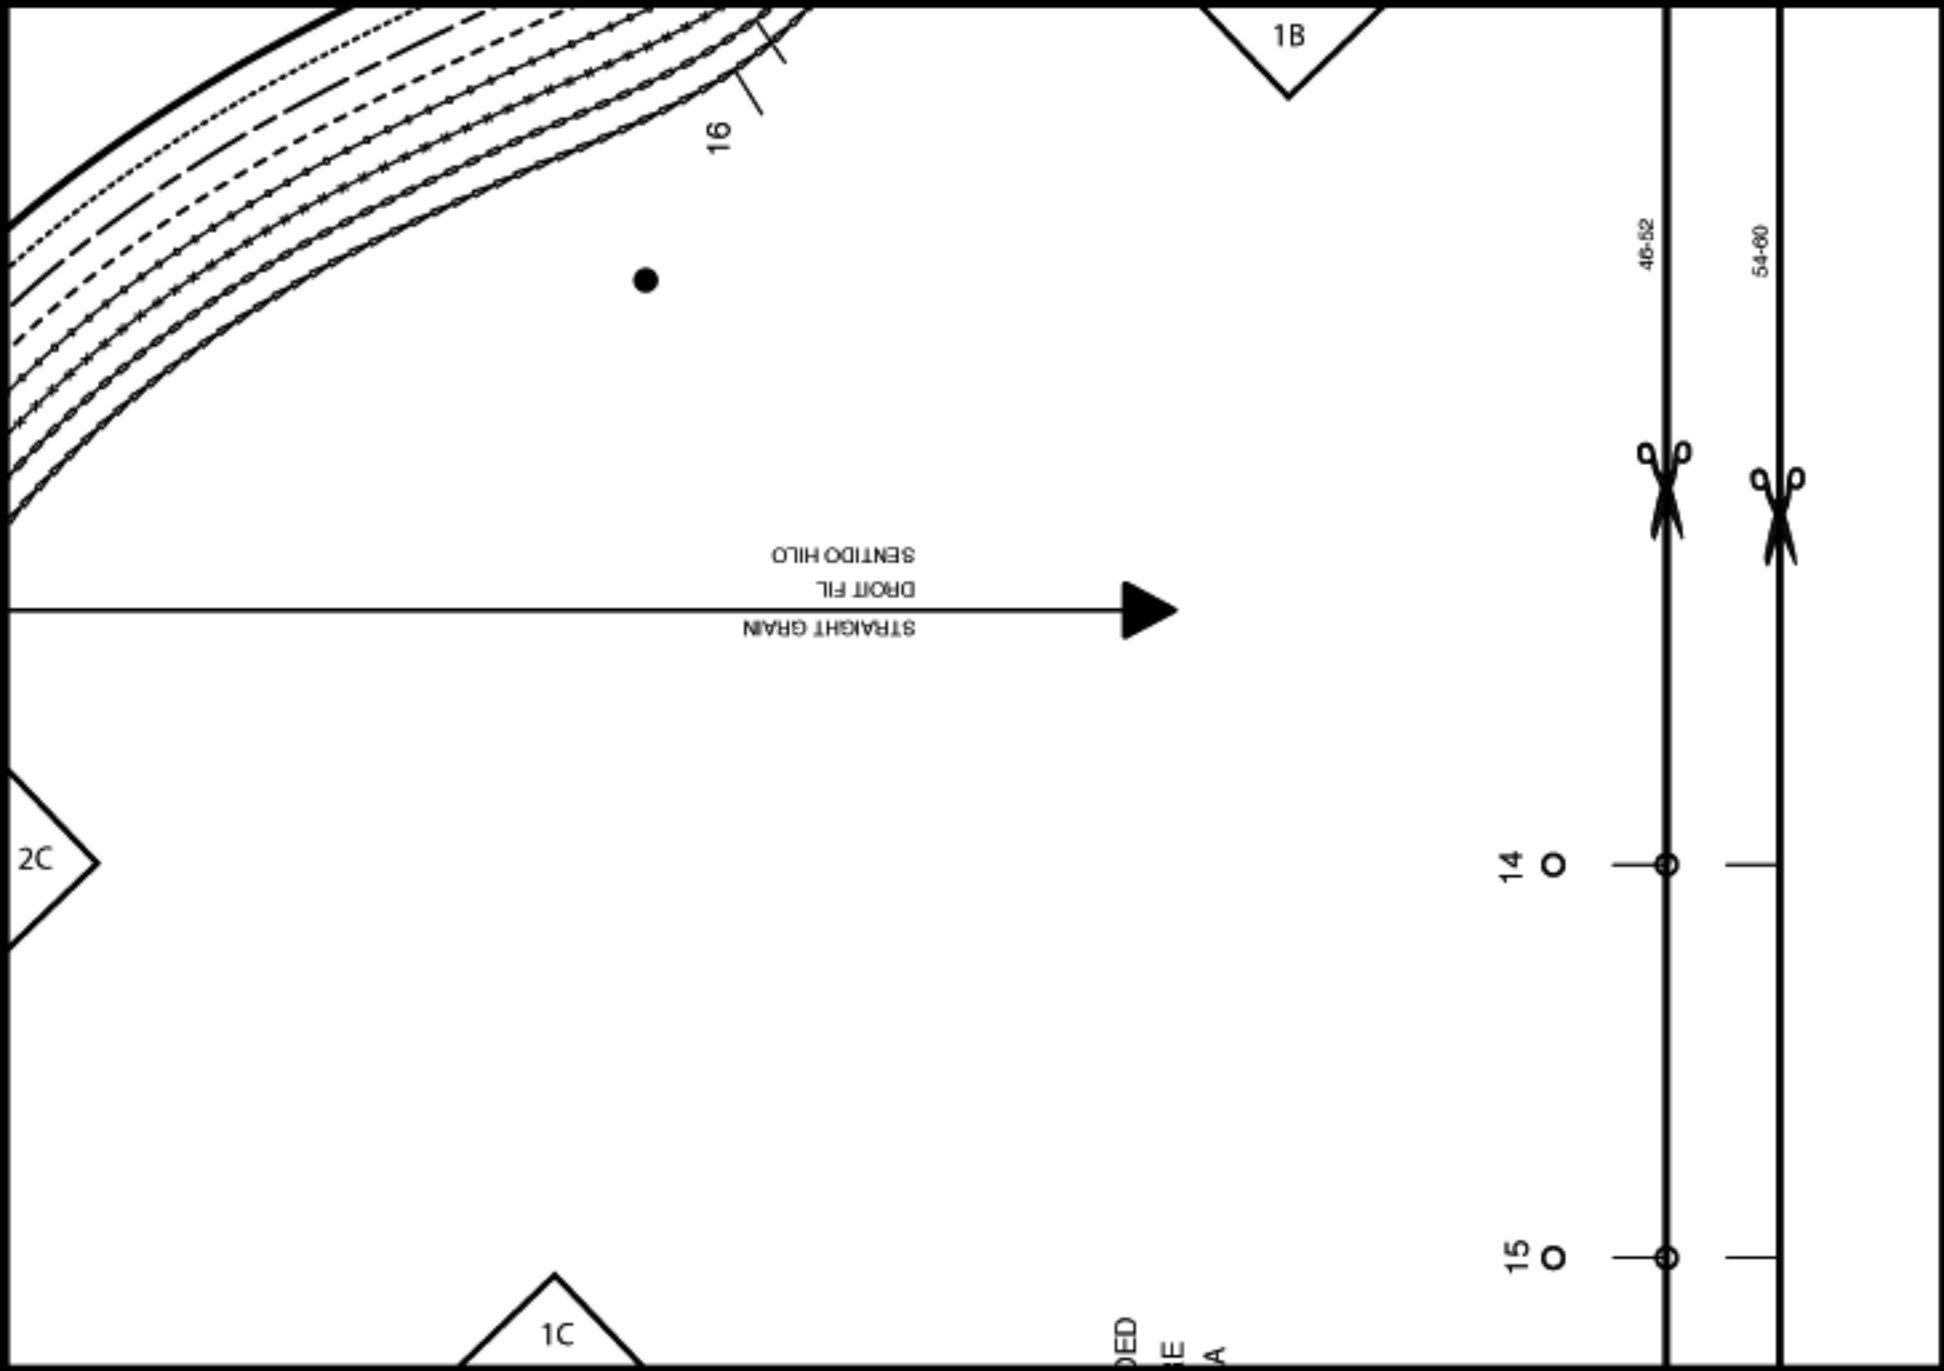 1B
16
46-52
54-60
SENTIDO HILO
DROIT FIL
STRAIGHT GRAIN
2C
14
15
1C